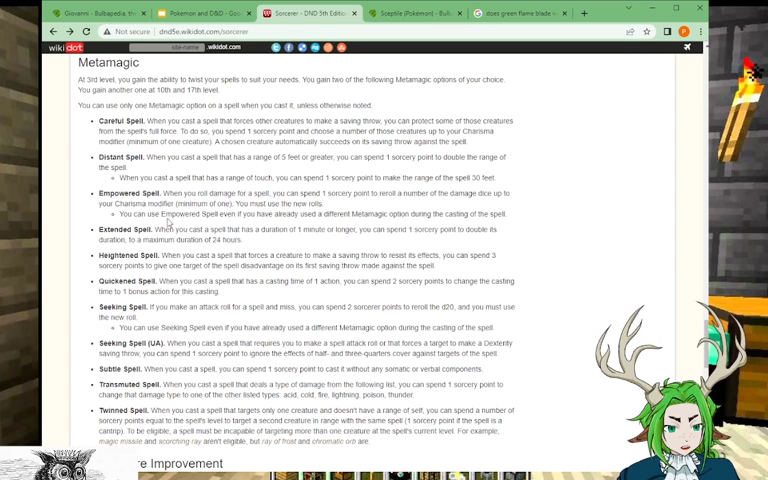 Giovanni - Bulbapedia, the
Pokemon and D&D - Goo
Sorcerer - DND 5th Edition
Sceptile (Pokémon) - Bulb
does green flame blade w
Not secure
dnd5e.wikidot.com/sorcerer
wikidot
site-name
.wikidot.com
Metamagic
At 3rd level, you gain the ability to twist your spells to suit your needs. You gain two of the following Metamagic options of your choice.
You gain another one at 10th and 17th level.
You can use only one Metamagic option on a spell when you cast it, unless otherwise noted.
Careful Spell. When you cast a spell that forces other creatures to make a saving throw, you can protect some of those creatures
from the spell's full force. To do so, you spend 1 sorcery point and choose a number of those creatures up to your Charisma
modifier (minimum of one creature). A chosen creature automatically succeeds on its saving throw against the spell.
Distant Spell. When you cast a spell that has a range of 5 feet or greater, you can spend 1 sorcery point to double the range of
the spell.
When you cast a spell that has a range of touch, you can spend 1 sorcery point to make the range of the spell 30 feet.
Empowered Spell. When you roll damage for a spell, you can spend 1 sorcery point to reroll a number of the damage dice up to
your Charisma modifier (minimum of one). You must use the new rolls.
You can use Empowered Spell even if you have already used a different Metamagic option during the casting of the spell.
Extended Spell. When you cast a spell that has a duration of 1 minute or longer, you can spend 1 sorcery point to double its
duration, to a maximum duration of 24 hours.
Heightened Spell. When you cast a spell that forces a creature to make a saving throw to resist its effects, you can spend 3
sorcery points to give one target of the spell disadvantage on its first saving throw made against the spell.
Quickened Spell. When you cast a spell that has a casting time of 1 action, you can spend 2 sorcery points to change the casting
time to 1 bonus action for this casting.
Seeking Spell. If you make an attack roll for a spell and miss, you can spend 2 sorcerer points to reroll the d20, and you must use
the new roll.
You can use Seeking Spell even if you have already used a different Metamagic option during the casting of the spell.
Seeking Spell (UA). When you cast a spell that requires you to make a spell attack roll or that forces a target to make a Dexterity
saving throw, you can spend 1 sorcery point to ignore the effects of half- and three-quarters cover against targets of the spell.
Subtle Spell. When you cast a spell, you can spend 1 sorcery point to cast it without any somatic or verbal components.
Transmuted Spell. When you cast a spell that deals a type of damage from the following list, you can spend 1 sorcery point to
change that damage type to one of the other listed types: acid, cold, fire, lightning, poison, thunder.
Twinned Spell. When you cast a spell that targets only one creature and doesn't have a range of self, you can spend a number of
sorcery points equal to the spell's level to target a second creature in range with the same spell (1 sorcery point if the spell is a
cantrip). To be eligible, a spell must be incapable of targeting more than one creature at the spell's current level. For example,
magic missile and scorching ray aren't eligible, but ray of frost and chromatic orb are.
re Improvement